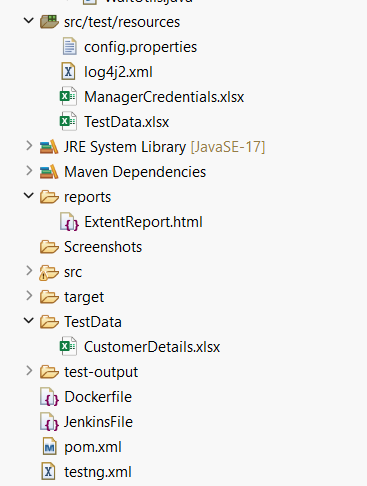 src/test/resources
config.properties
log4j2.xml
ManagerCredentials.xlsx
TestData.xlsx
JRE System Library [JavaSE-17]
Maven Dependencies
reports
ExtentReport.html
Screenshots
src
target
TestData
CustomerDetails.xlsx
test-output
Dockerfile
JenkinsFile
pom.xml
testng.xml